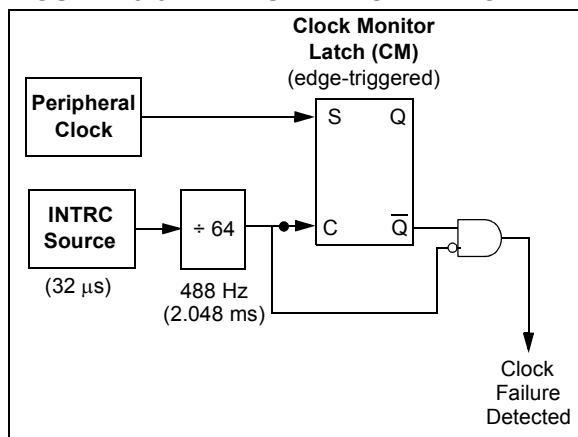 Clock Monitor
Latch (CM)
(edge-triggered)
Peripheral
Clock
S Q
INTRC
Source
÷ 64
C Q̅
(32 μs)
488 Hz
(2.048 ms)
Clock
Failure
Detected